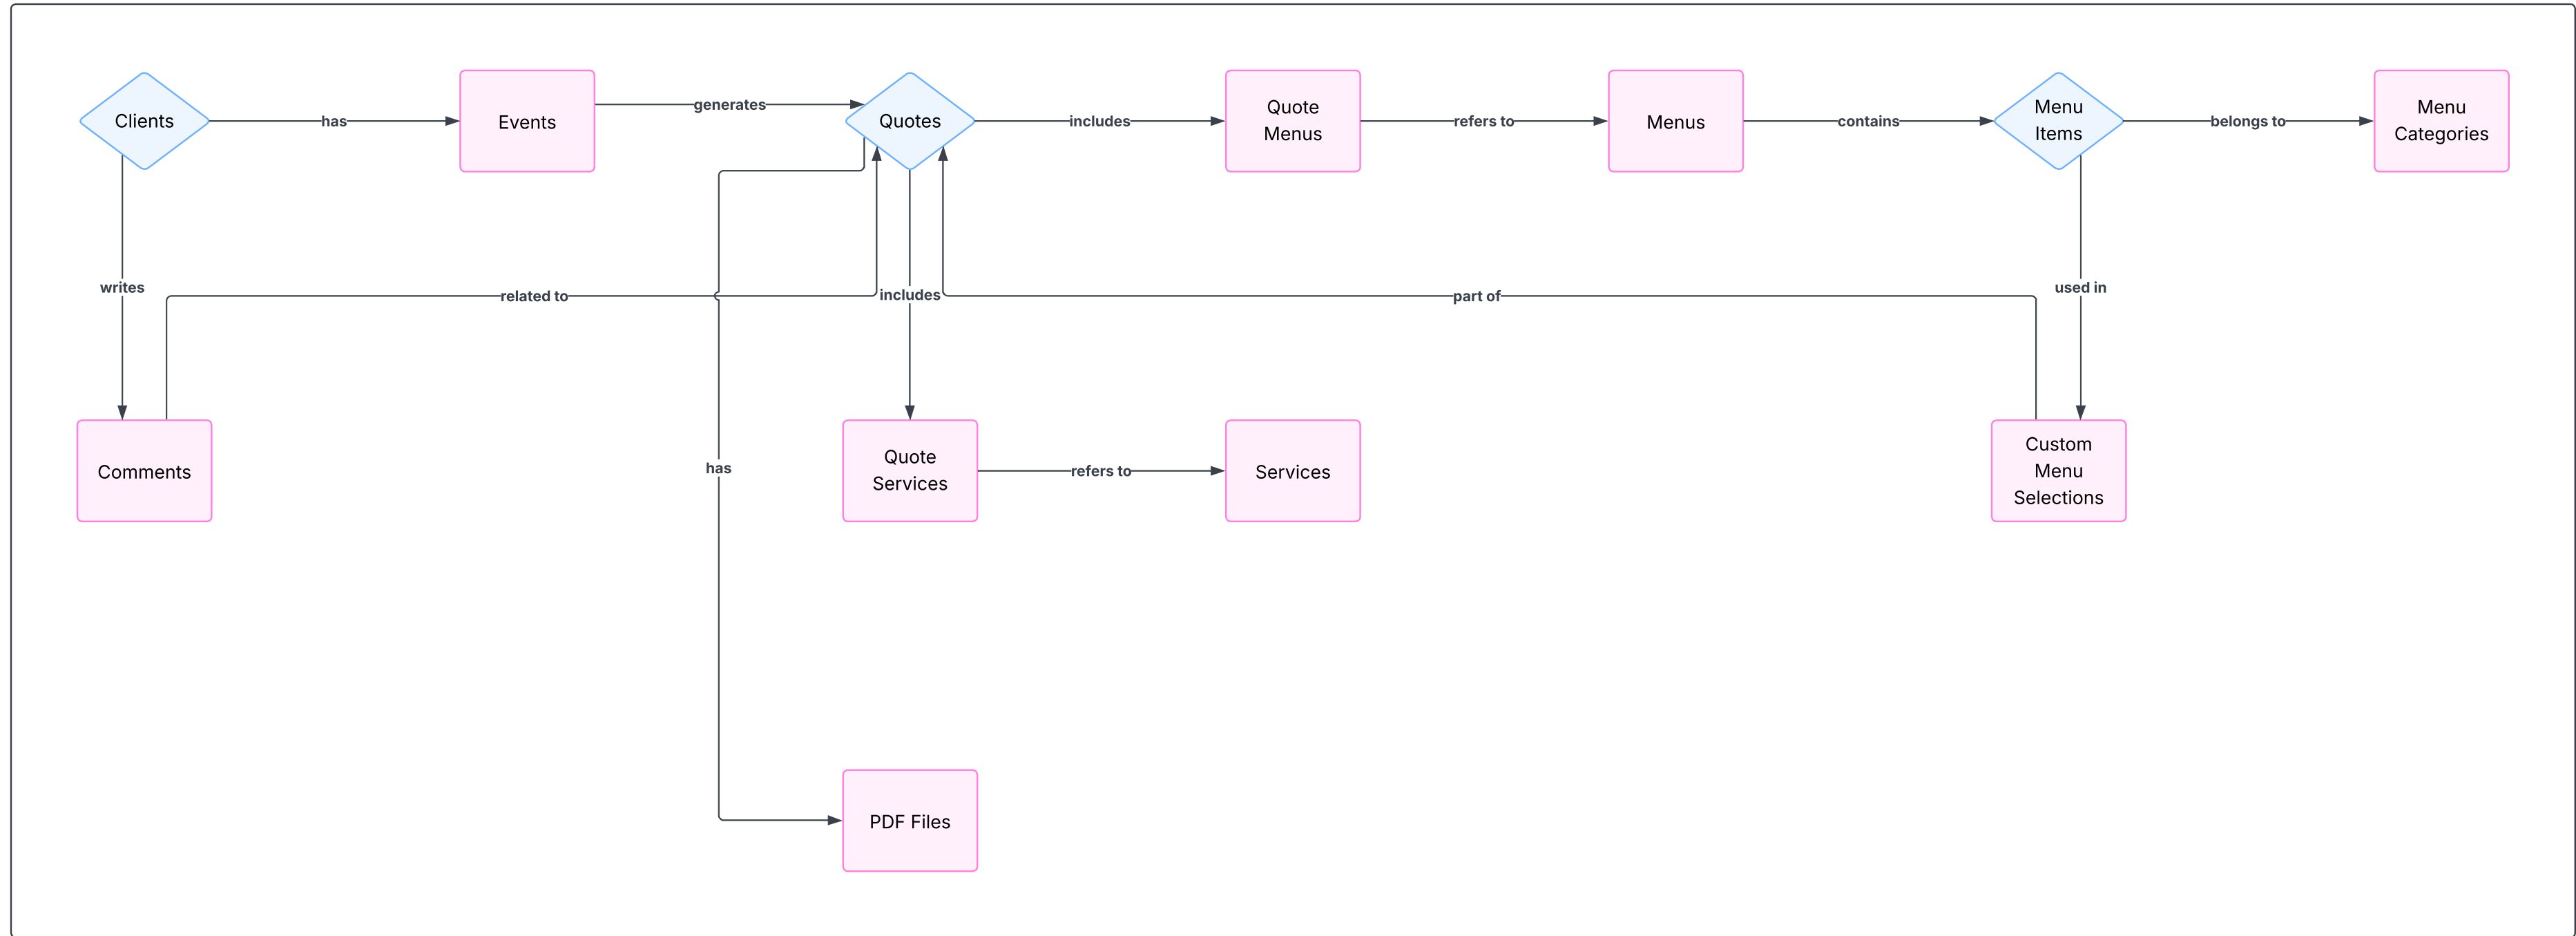 Clients
has
Events
generates
Quotes
includes
Quote
Menus
refers to
Menus
contains
Menu
Items
belongs to
Menu
Categories
writes
related to
includes
part of
used in
Comments
has
Quote
Services
refers to
Services
Custom
Menu
Selections
PDF Files